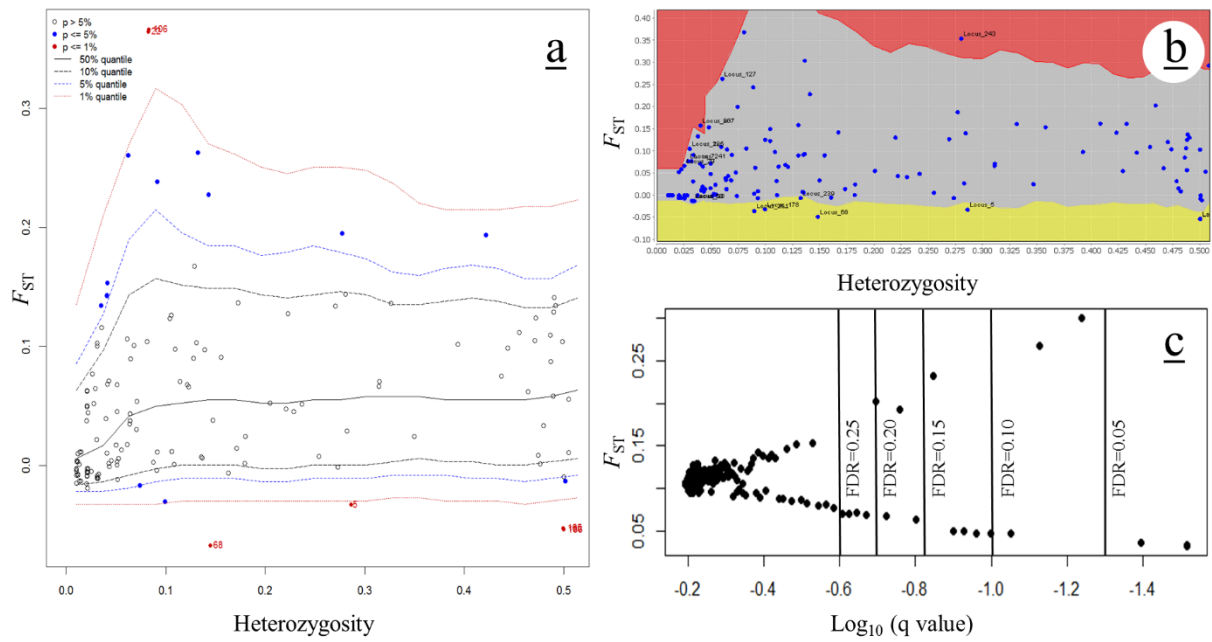 p > 5%
p <= 5%
p <= 1%
50% quantile
10% quantile
5% quantile
1% quantile
a
106
68
5
F_ST
0.0
0.1
0.2
0.3
0.0 0.1 0.2 0.3 0.4 0.5
Heterozygosity
b
Locus_240
Locus_127
Locus_239
Locus_68
Locus_5
F_ST
0.40
0.35
0.30
0.25
0.20
0.15
0.10
0.05
0.00
-0.05
-0.10
0.000 0.025 0.050 0.075 0.100 0.125 0.150 0.175 0.200 0.225 0.250 0.275 0.300 0.325 0.350 0.375 0.400 0.425 0.450 0.475 0.500
Heterozygosity
c
F_ST
0.25
0.15
0.05
FDR=0.25
FDR=0.20
FDR=0.15
FDR=0.10
FDR=0.05
-0.2 -0.4 -0.6 -0.8 -1.0 -1.2 -1.4
Log10 (q value)